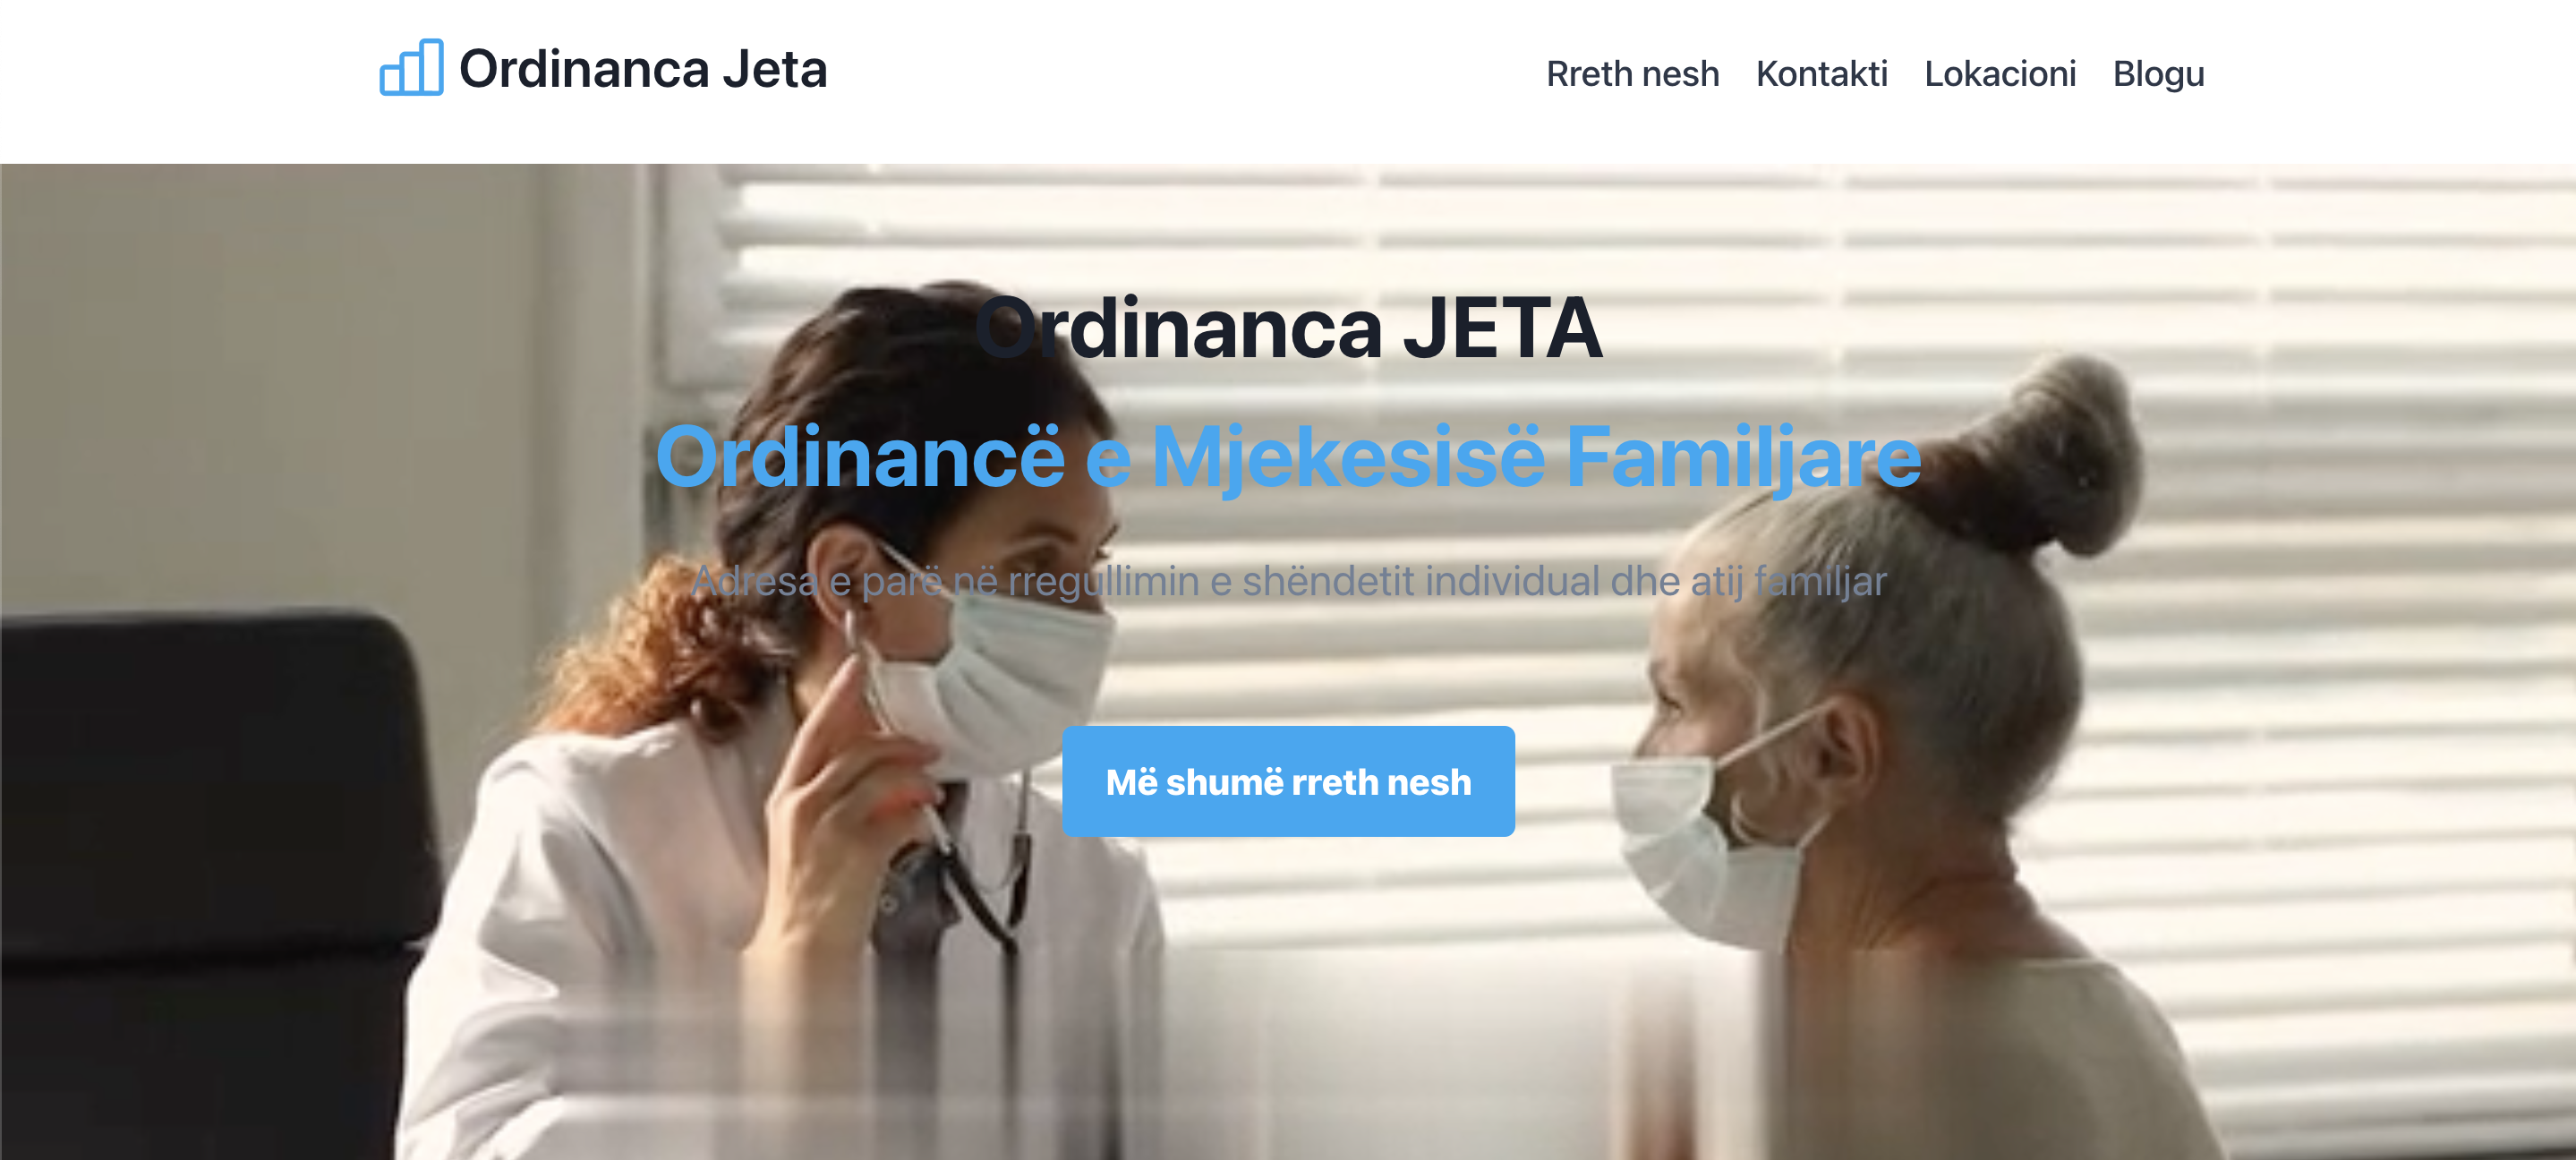 Ordinanca Jeta
Rreth nesh Kontakti Lokacioni Blogu
Ordinanca JETA
Ordinancë e Mjekesisë Familjare
Adresa e parë në rregullimin e shëndetit individual dhe atij familjar
Më shumë rreth nesh